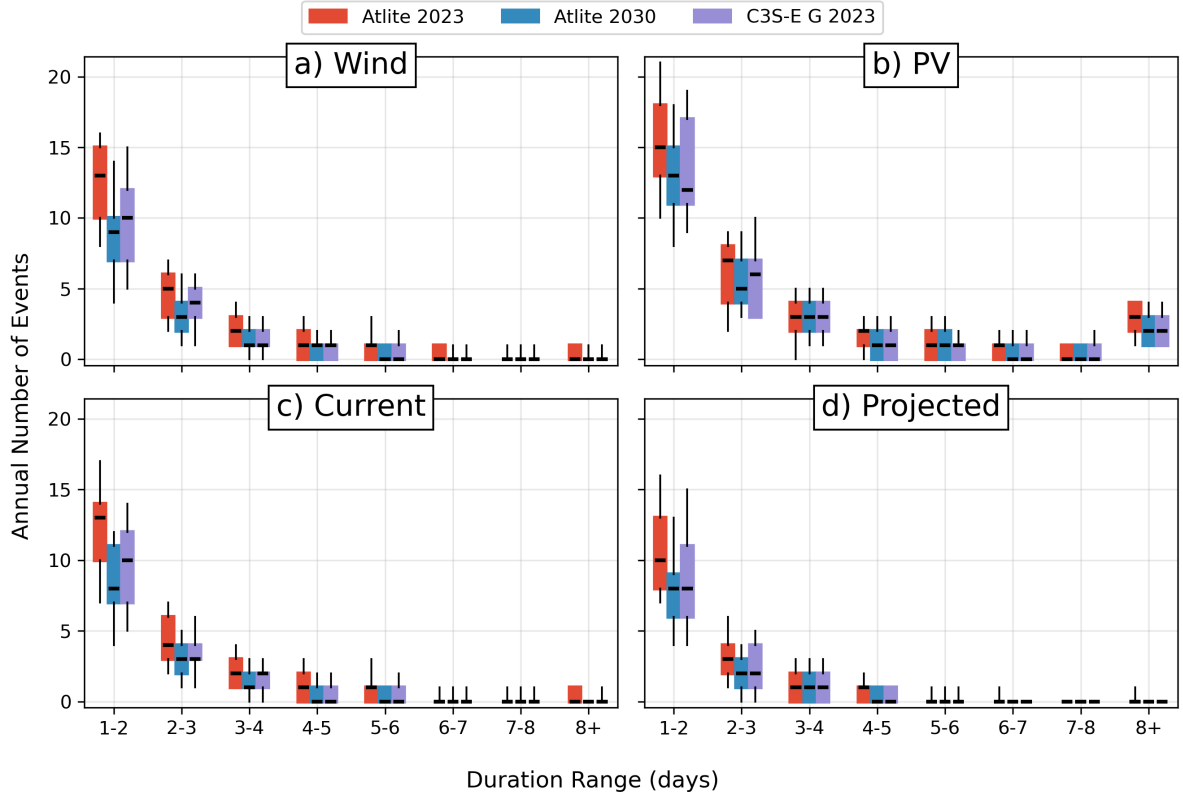 Atlite 2023 Atlite 2030 C3S-E G 2023
a) Wind b) PV
20
15
10
5
0
c) Current d) Projected
20
15
10
5
0
Annual Number of Events
1-2 2-3 3-4 4-5 5-6 6-7 7-8 8+ 1-2 2-3 3-4 4-5 5-6 6-7 7-8 8+
Duration Range (days)